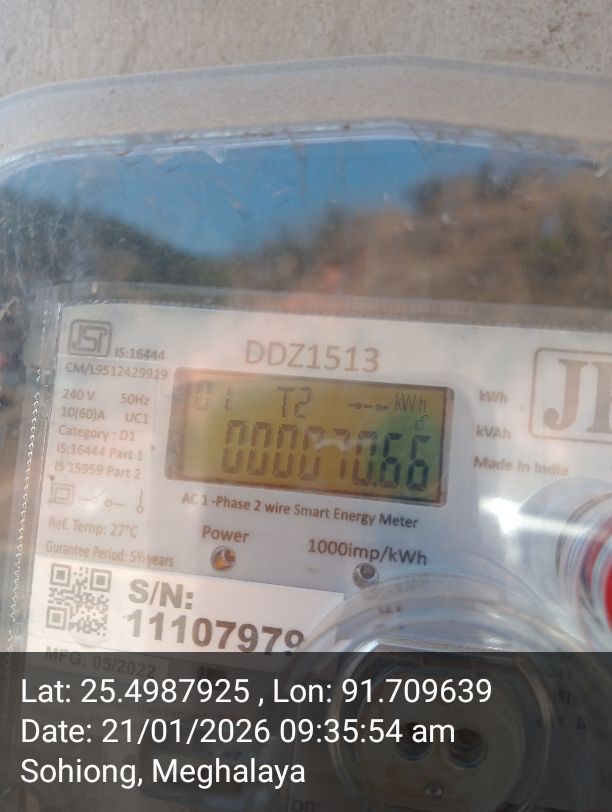 IS:16444
CM/L9512429919
DDZ1513
240 V 50Hz
10(60)A UC1
Category : D1
IS:16444 Part 1
IS 15959 Part 2
01 T2 kWh
00007066
kWh
kVAh
Made In India
AC 1 -Phase 2 wire Smart Energy Meter
Ref. Temp: 27°C
Gurantee Period: 5½ years
Power
1000imp/kWh
S/N:
11107979
MFG: 05/2022
Lat: 25.4987925 , Lon: 91.709639
Date: 21/01/2026 09:35:54 am
Sohiong, Meghalaya